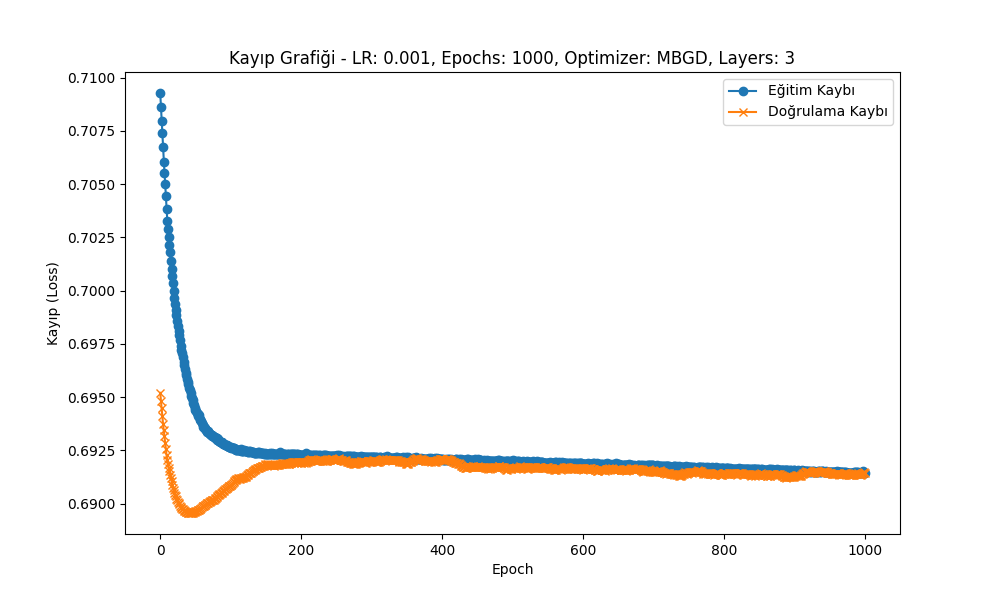 Kayıp Grafiği - LR: 0.001, Epochs: 1000, Optimizer: MBGD, Layers: 3
Eğitim Kaybı
Doğrulama Kaybı
Kayıp (Loss)
0.7100
0.7075
0.7050
0.7025
0.7000
0.6975
0.6950
0.6925
0.6900
0 200 400 600 800 1000
Epoch